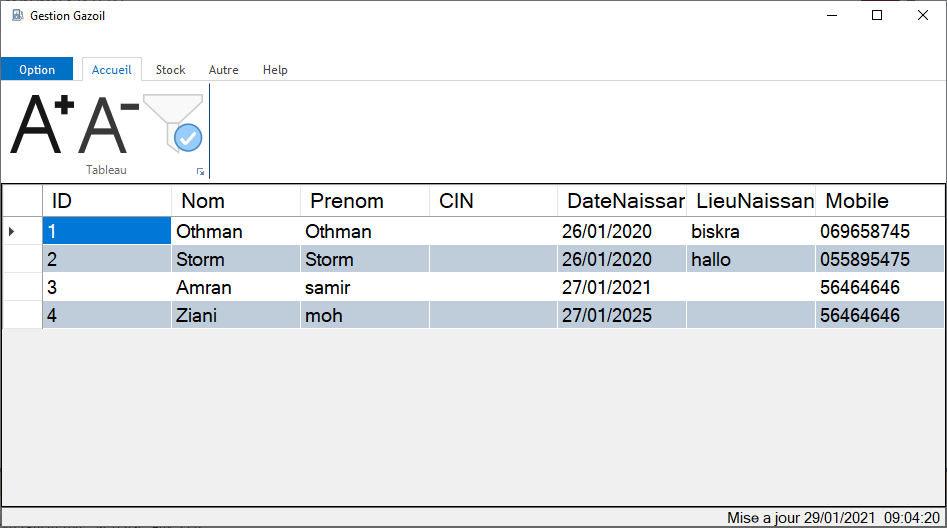 Gestion Gazoil
Option Accueil Stock Autre Help
A+ A-
Tableau
ID Nom Prenom CIN DateNaissar LieuNaissan Mobile
1 Othman Othman 26/01/2020 biskra 069658745
2 Storm Storm 26/01/2020 hallo 055895475
3 Amran samir 27/01/2021 56464646
4 Ziani moh 27/01/2025 56464646
Mise a jour 29/01/2021 09:04:20